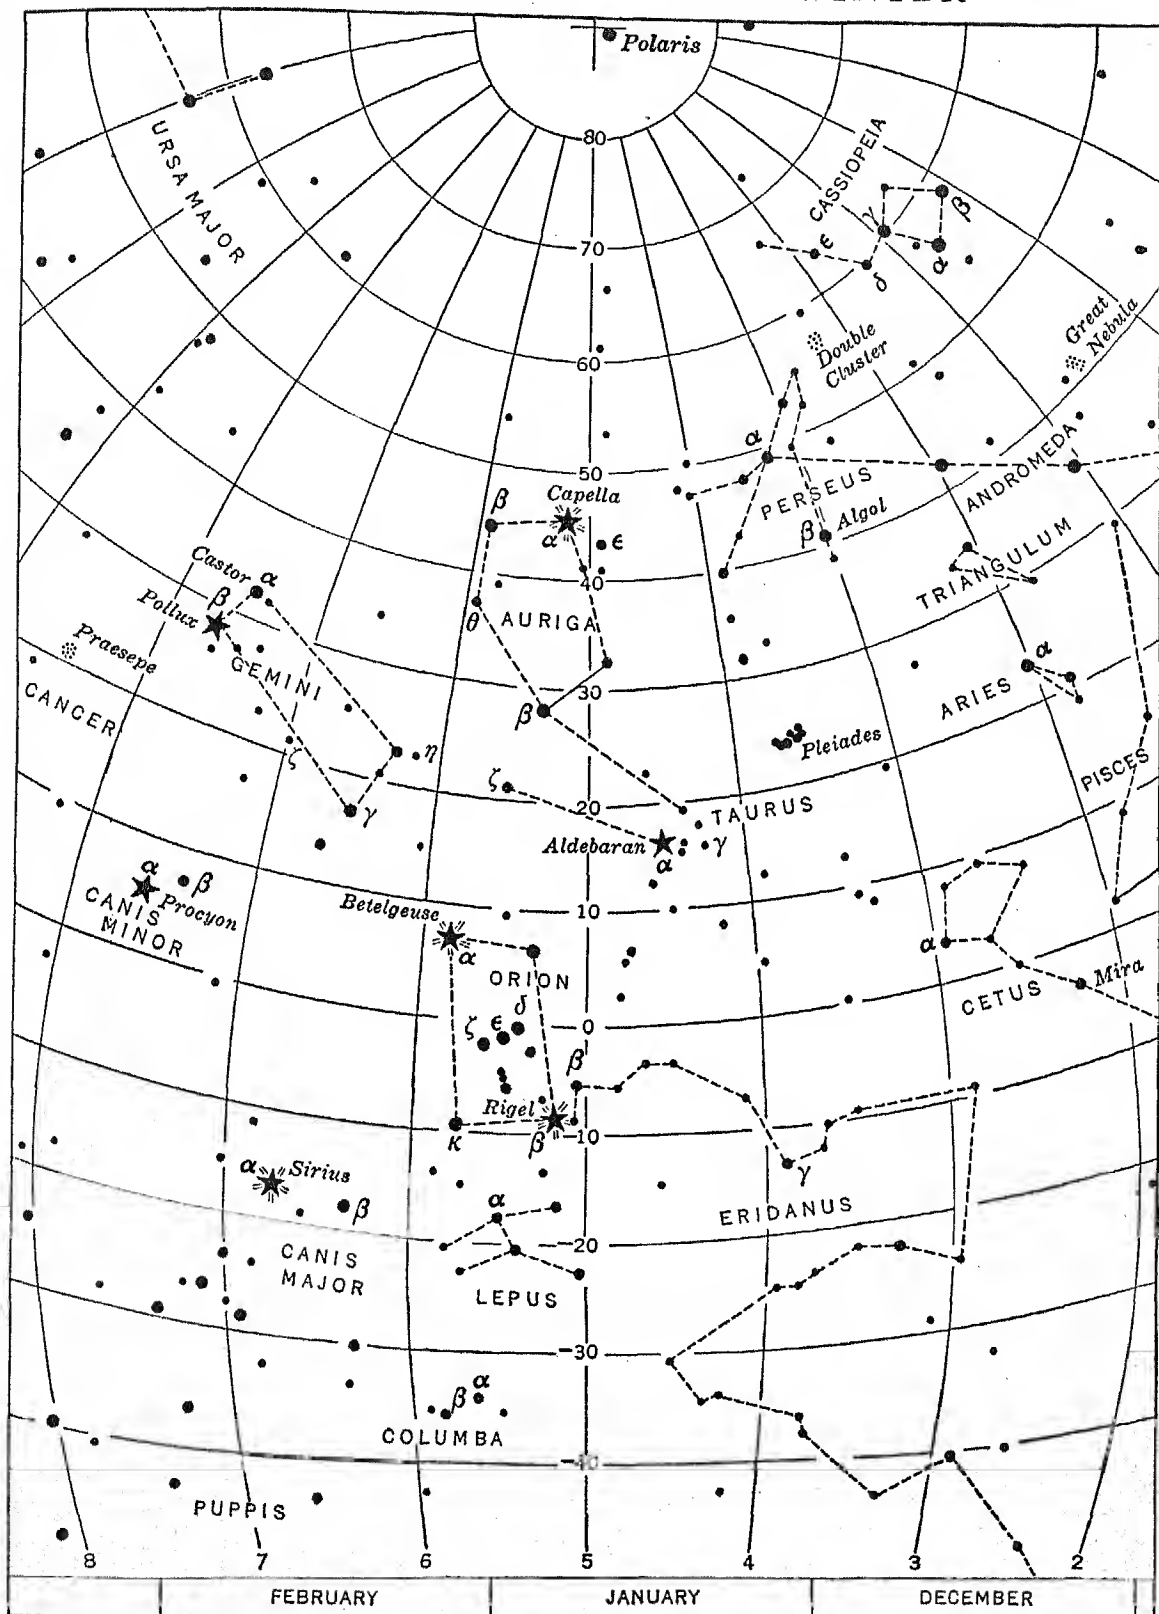 Polaris
80
URSA MAJOR
CASSIOPEIA
β
γ
ε
α
δ
70
Great
Nebula
Double
Cluster
60
α
50
PERSEUS
ANDROMEDA
β
Capella
α
ε
β
Algol
Castor
α
40
TRIANGULUM
β
Pollux
θ
AURIGA
Praesepe
GEMINI
α
CANCER
30
ARIES
β
Pleiades
η
ζ
PISCES
ζ
γ
20
TAURUS
Aldebaran
α
γ
α
β
Procyon
CANIS
MINOR
Betelgeuse
10
α
α
ORION
Mira
CETUS
ζ
ε
δ
0
β
Rigel
κ
β
-10
γ
α
Sirius
β
α
ERIDANUS
-20
CANIS
MAJOR
LEPUS
-30
β
α
COLUMBA
-40
PUPPIS
8
7
6
5
4
3
2
FEBRUARY
JANUARY
DECEMBER